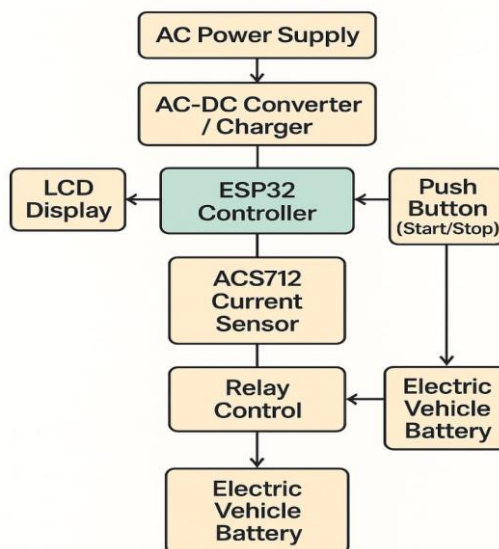 AC Power Supply
AC-DC Converter
/ Charger
LCD
Display
ESP32
Controller
Push
Button
(Start/Stop)
ACS712
Current
Sensor
Relay
Control
Electric
Vehicle
Battery
Electric
Vehicle
Battery